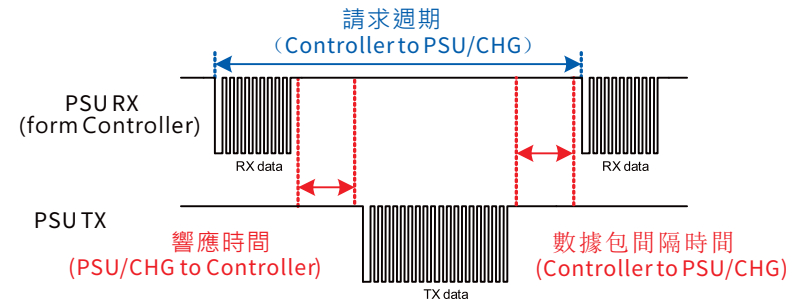 請求週期
（Controller to PSU/CHG）
PSU RX
(form Controller)
RX data
RX data
PSU TX
響應時間
(PSU/CHG to Controller)
數據包間隔時間
(Controller to PSU/CHG)
TX data